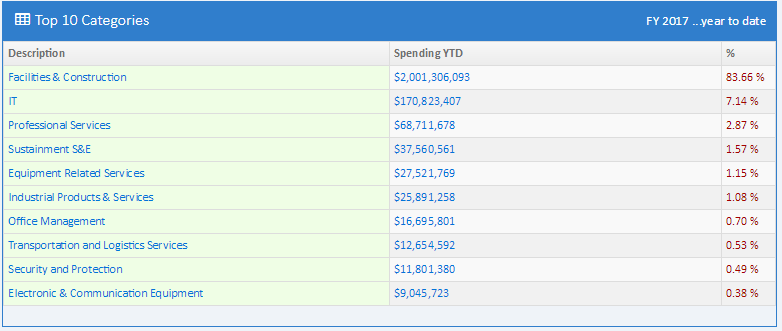 Top 10 Categories FY 2017 ...year to date
Description Spending YTD %
Facilities & Construction $2,001,306,093 83.66 %
IT $170,823,407 7.14 %
Professional Services $68,711,678 2.87 %
Sustainment S&E $37,560,561 1.57 %
Equipment Related Services $27,521,769 1.15 %
Industrial Products & Services $25,891,258 1.08 %
Office Management $16,695,801 0.70 %
Transportation and Logistics Services $12,654,592 0.53 %
Security and Protection $11,801,380 0.49 %
Electronic & Communication Equipment $9,045,723 0.38 %